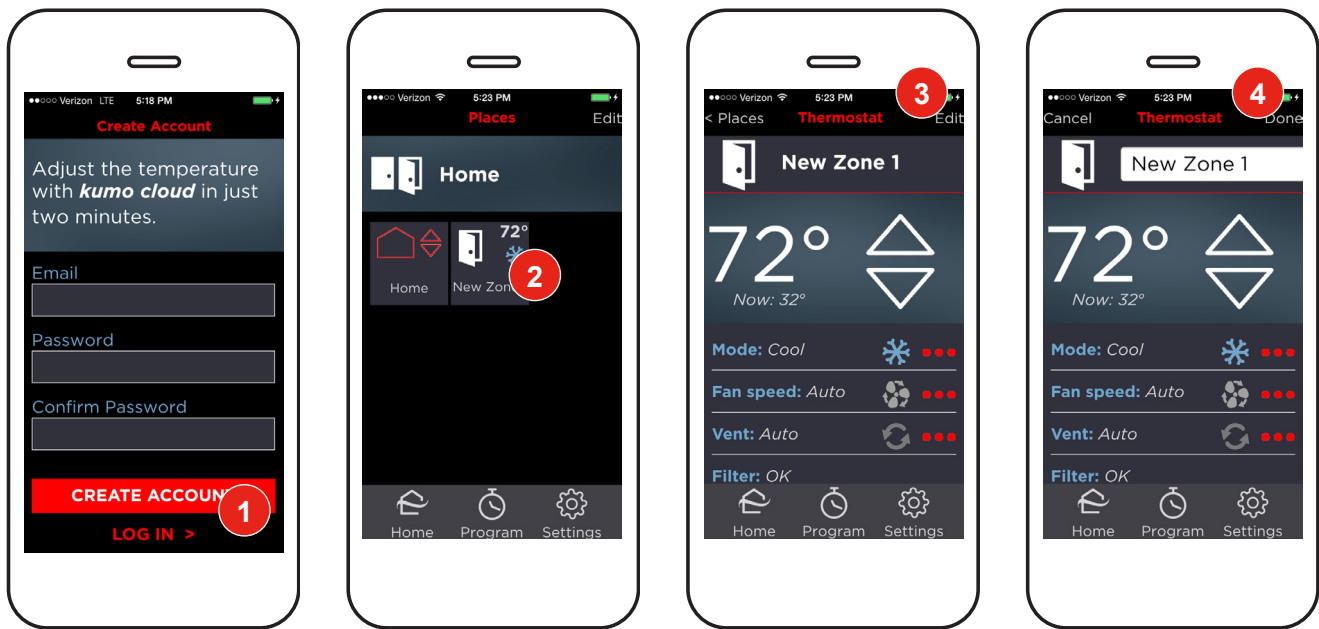 Verizon LTE 5:18 PM
Create Account
Adjust the temperature
with kumo cloud in just
two minutes.
Email
Password
Confirm Password
CREATE ACCOUN
1
LOG IN >
Verizon 5:23 PM
Places Edit
Home
72°
Home New Zon
2
Home Program Settings
Verizon 5:23 PM
3
< Places Thermostat Edit
New Zone 1
72°
Now: 32°
Mode: Cool
Fan speed: Auto
Vent: Auto
Filter: OK
Home Program Settings
Verizon 5:23 PM
4
Cancel Thermostat Done
New Zone 1
72°
Now: 32°
Mode: Cool
Fan speed: Auto
Vent: Auto
Filter: OK
Home Program Settings